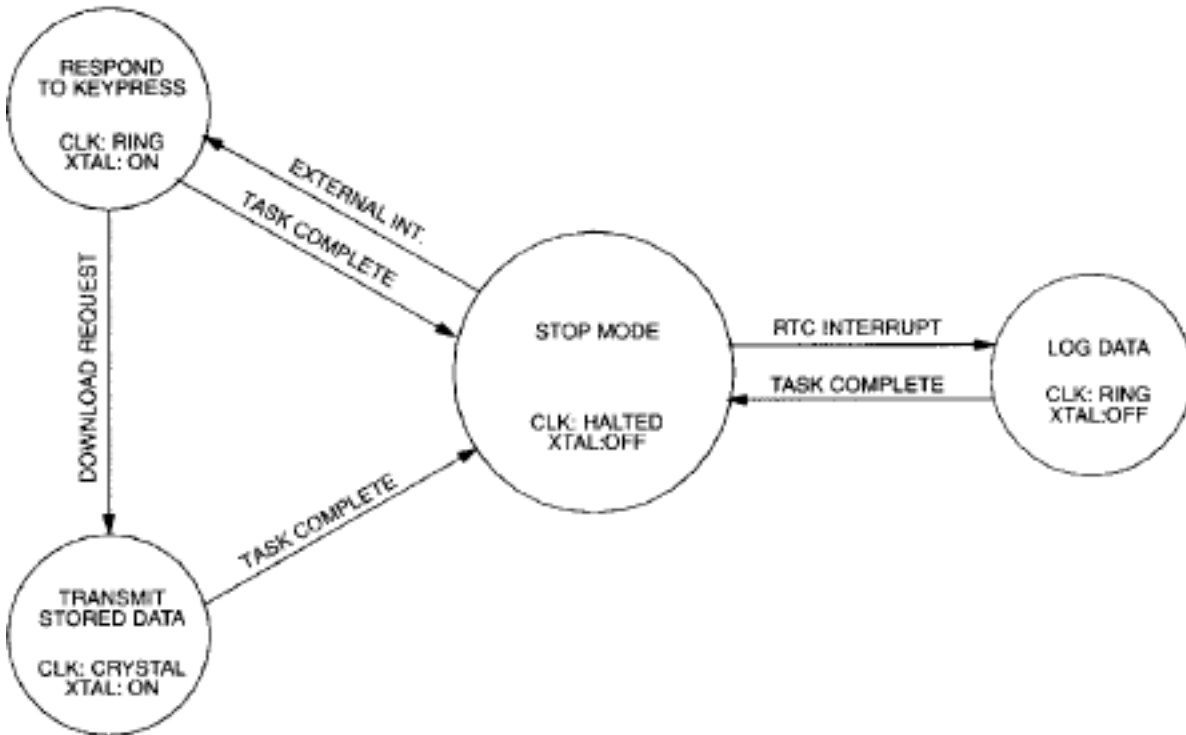 RESPOND
TO KEYPRESS
CLK: RING
XTAL: ON
EXTERNAL INT.
TASK COMPLETE
DOWNLOAD REQUEST
STOP MODE
CLK: HALTED
XTAL:OFF
RTC INTERRUPT
TASK COMPLETE
LOG DATA
CLK: RING
XTAL:OFF
TASK COMPLETE
TRANSMIT
STORED DATA
CLK: CRYSTAL
XTAL: ON